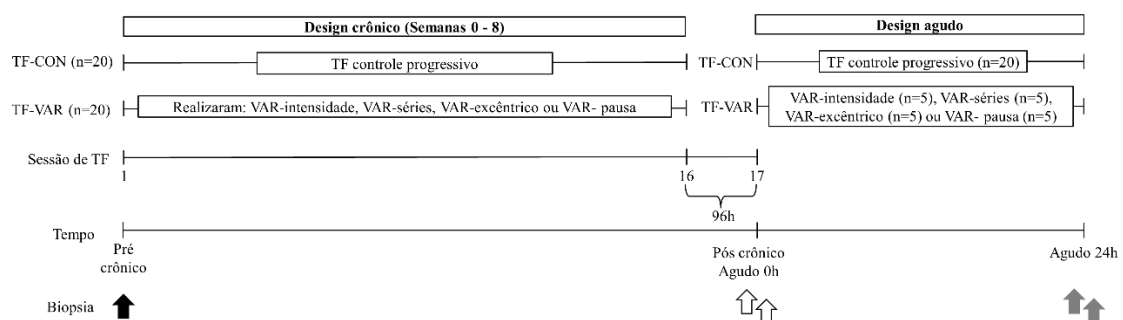 Design crônico (Semanas 0 - 8)
Design agudo
TF-CON (n=20)
TF controle progressivo
TF-CON
TF controle progressivo (n=20)
TF-VAR (n=20)
Realizaram: VAR-intensidade, VAR-séries, VAR-excêntrico ou VAR- pausa
TF-VAR
VAR-intensidade (n=5), VAR-séries (n=5),
VAR-excêntrico (n=5) ou VAR- pausa (n=5)
Sessão de TF
1
16
17
96h
Tempo
Pré
crônico
Pós crônico
Agudo 0h
Agudo 24h
Biopsia